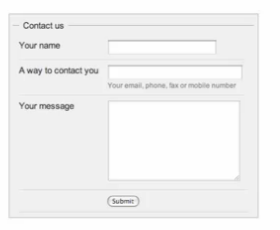 Contact us
Your name
A way to contact you
Your email, phone, fax or mobile number
Your message
Submit